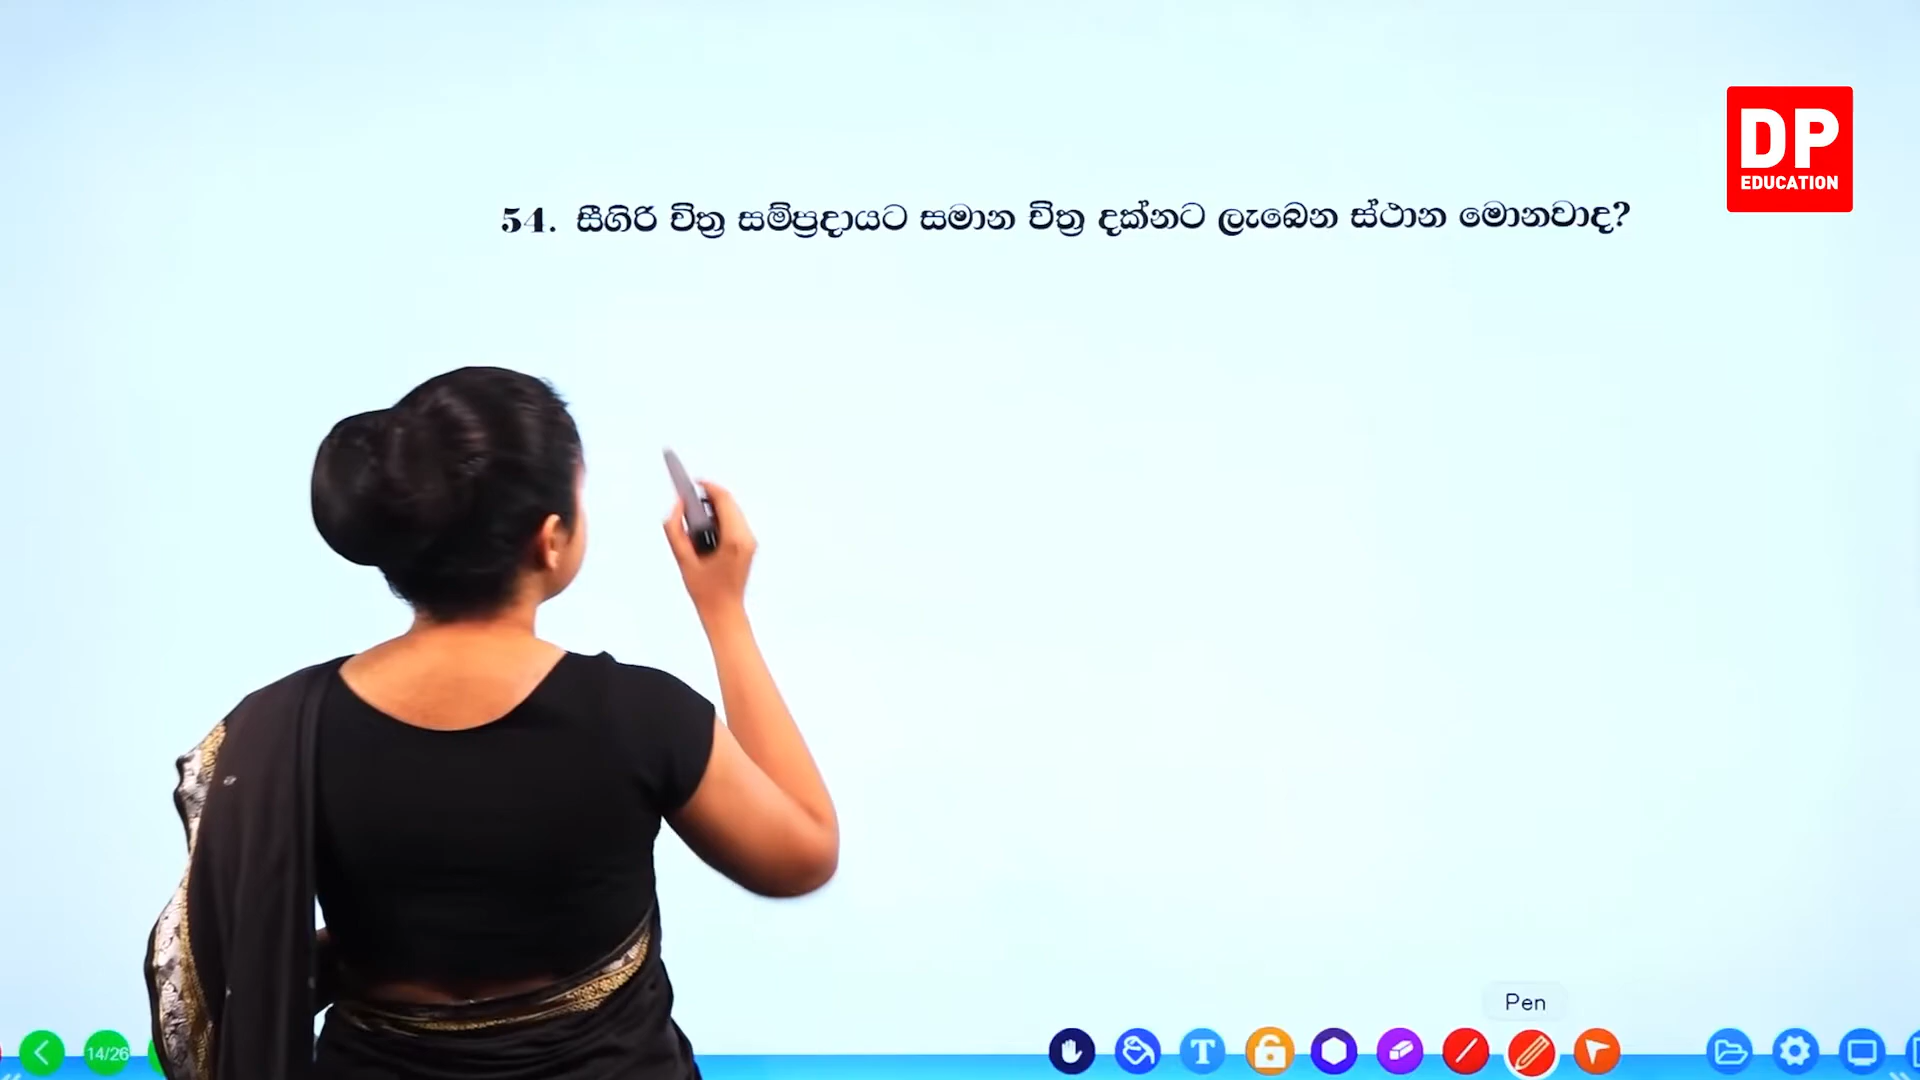 DP
EDUCATION
54. සීගිරි චිත්‍ර සම්ප්‍රදායට සමාන චිත්‍ර දක්නට ලැබෙන ස්ථාන මොනවාද?
Pen
14/26
T